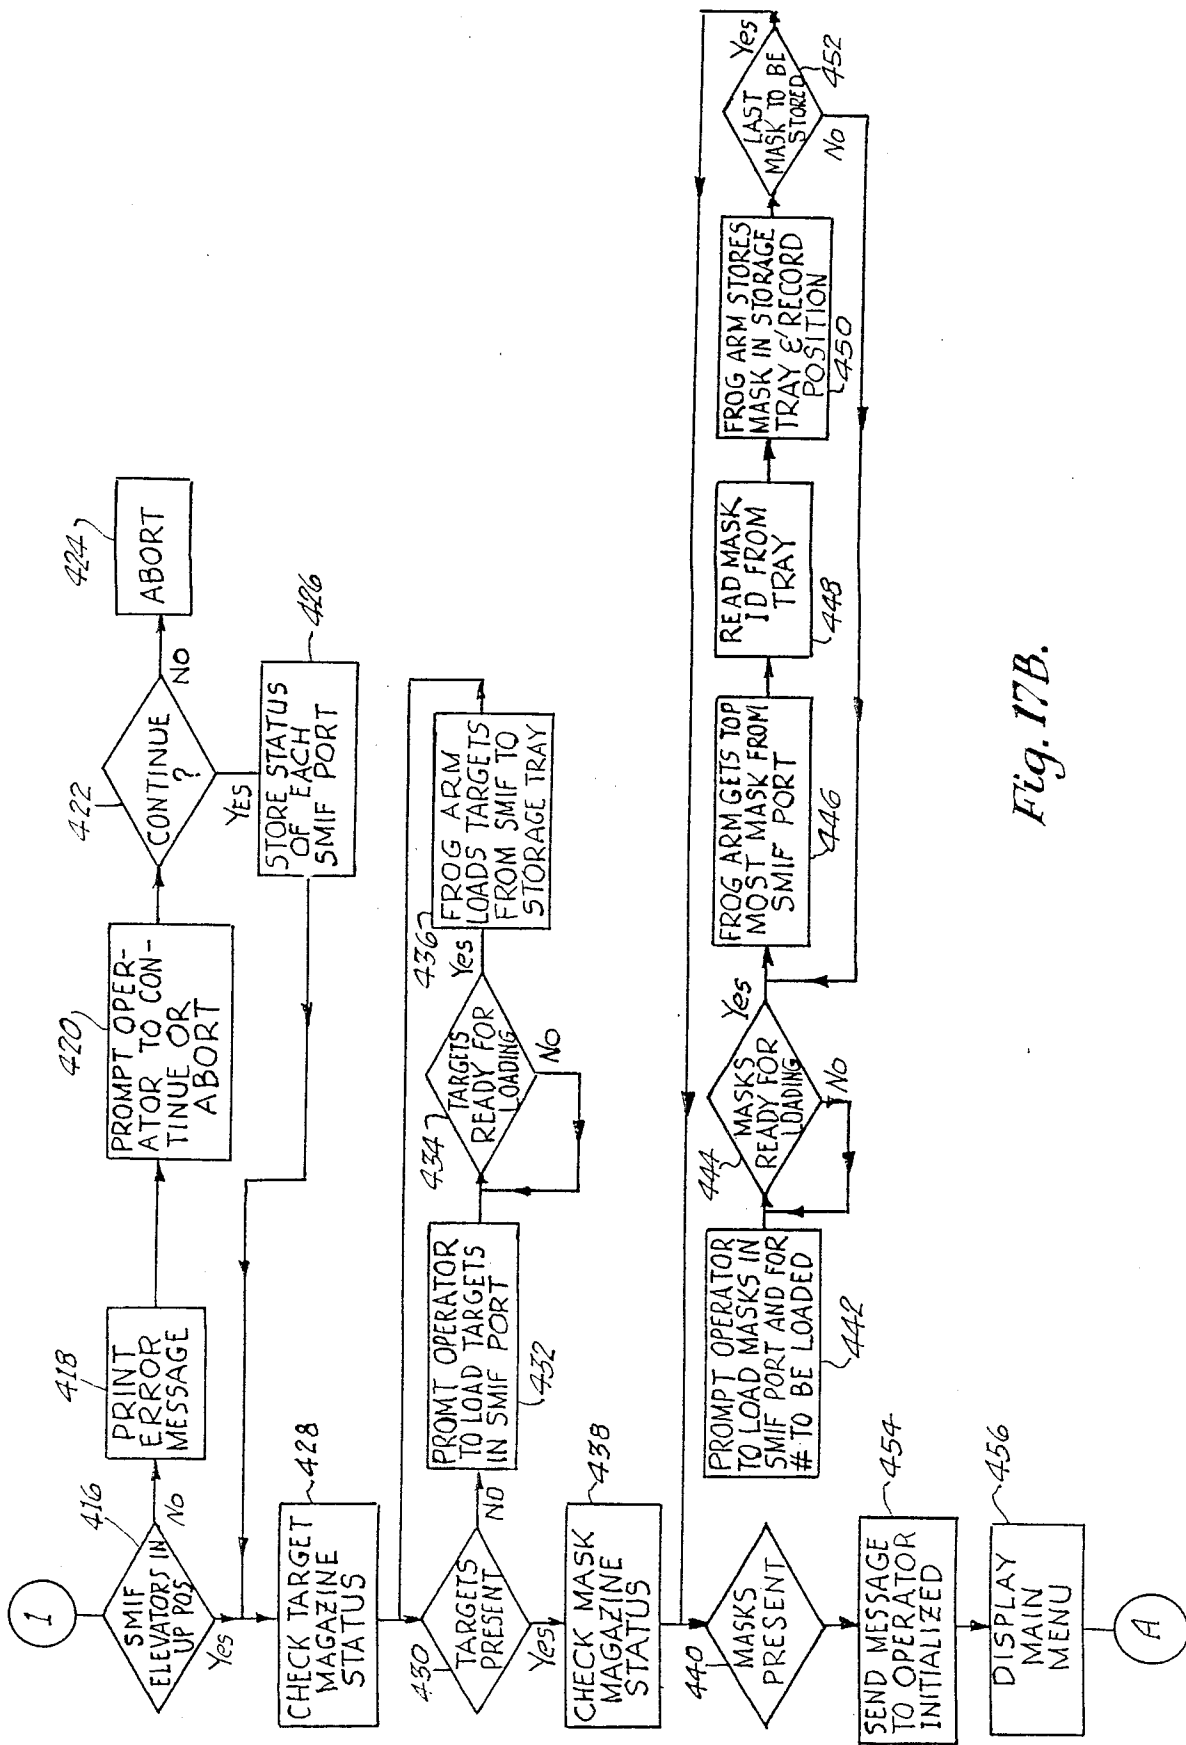 1
416
SMIF
ELEVATORS IN
UP POS
No
Yes
418
PRINT
ERROR
MESSAGE
420
PROMPT OPER-
ATOR TO CON-
TINUE OR
ABORT
422
CONTINUE
?
NO
YES
424
ABORT
426
STORE STATUS
OF EACH
SMIF PORT
428
CHECK TARGET
MAGAZINE
STATUS
430
TARGETS
PRESENT
NO
Yes
432
PROMT OPERATOR
TO LOAD TARGETS
IN SMIF PORT
434
TARGETS
READY FOR
LOADING
Yes
No
436
FROG ARM
LOADS TARGETS
FROM SMIF TO
STORAGE TRAY
438
CHECK MASK
MAGAZINE
STATUS
440
MASKS
PRESENT
442
PROMPT OPERATOR
TO LOAD MASKS IN
SMIF PORT AND FOR
# TO BE LOADED
444
MASKS
READY FOR
LOADING
Yes
No
446
FROG ARM GETS TOP
MOST MASK FROM
SMIF PORT
448
READ MASK
ID FROM
TRAY
450
FROG ARM STORES
MASK IN STORAGE
TRAY & RECORD
POSITION
452
LAST
MASK TO BE
STORED
Yes
No
454
SEND MESSAGE
TO OPERATOR
INITIALIZED
456
DISPLAY
MAIN
MENU
A
Fig. 17B.